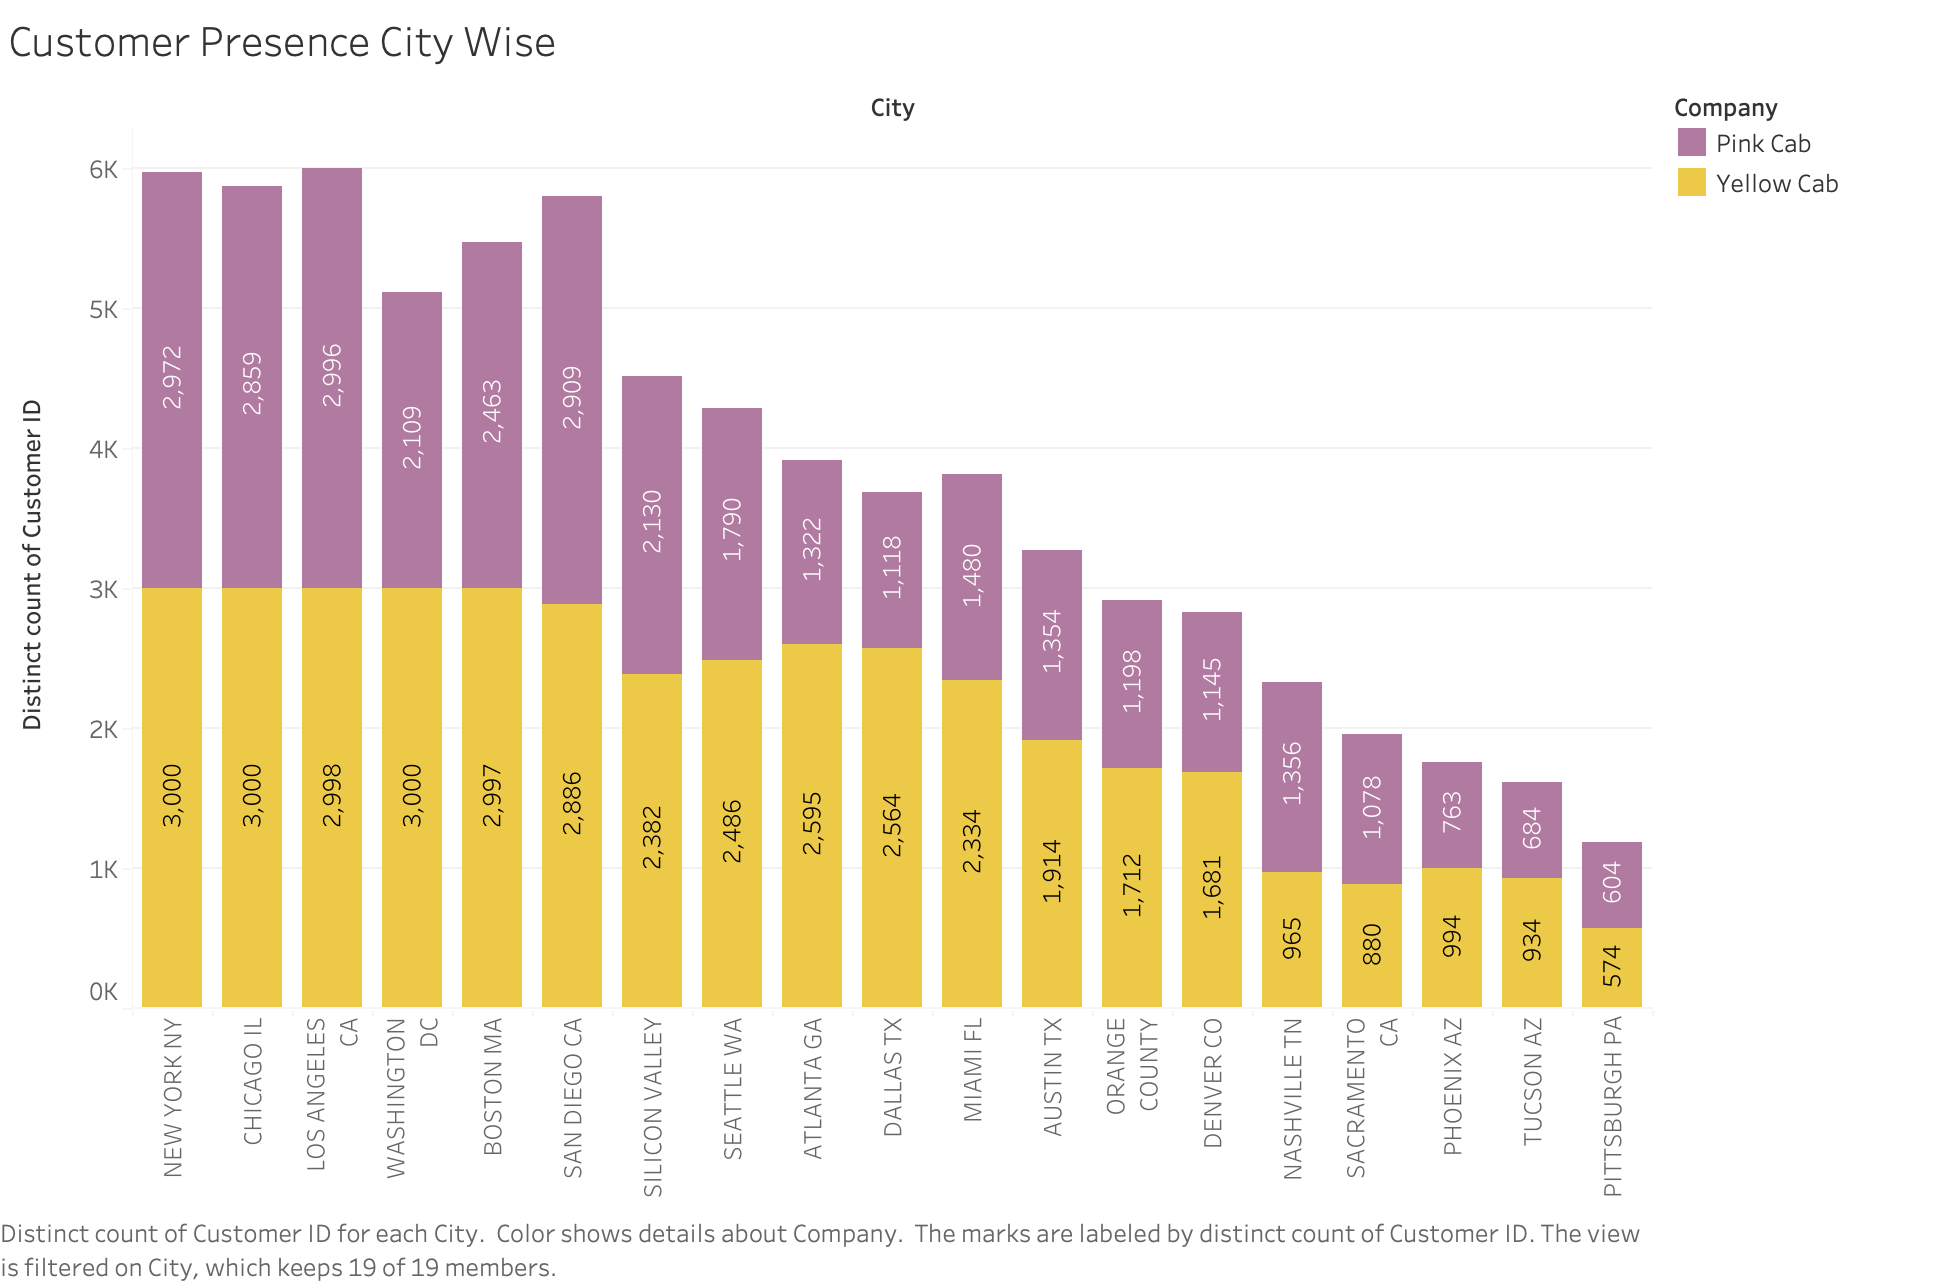 Customer Presence City Wise
City
Company
Pink Cab
Yellow Cab
Distinct count of Customer ID
6K
5K
4K
3K
2K
1K
0K
2,972
2,859
2,996
2,109
2,463
2,909
2,130
1,790
1,322
1,118
1,480
1,354
1,198
1,145
1,356
1,078
763
684
604
3,000
3,000
2,998
3,000
2,997
2,886
2,382
2,486
2,595
2,564
2,334
1,914
1,712
1,681
965
880
994
934
574
NEW YORK NY
CHICAGO IL
LOS ANGELES
CA
WASHINGTON
DC
BOSTON MA
SAN DIEGO CA
SILICON VALLEY
SEATTLE WA
ATLANTA GA
DALLAS TX
MIAMI FL
AUSTIN TX
ORANGE
COUNTY
DENVER CO
NASHVILLE TN
SACRAMENTO
CA
PHOENIX AZ
TUCSON AZ
PITTSBURGH PA
Distinct count of Customer ID for each City.  Color shows details about Company.  The marks are labeled by distinct count of Customer ID. The view
is filtered on City, which keeps 19 of 19 members.